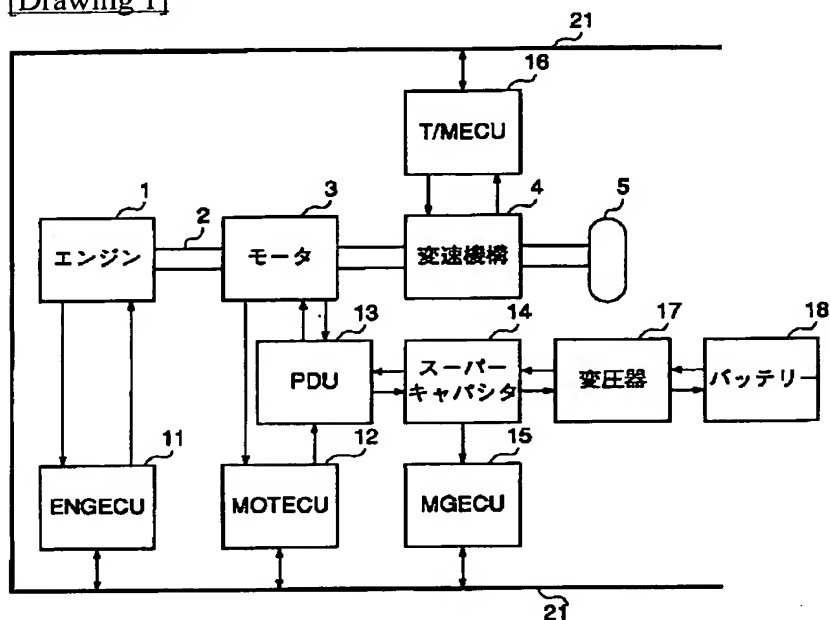 [Drawing 1]
21
16
T/MECU
1
2
3
4
5
エンジン
モータ
変速機構
13
14
17
18
PDU
スーパー
キャパシタ
変圧器
バッテリー
11
12
15
ENGECU
MOTECU
MGECU
21